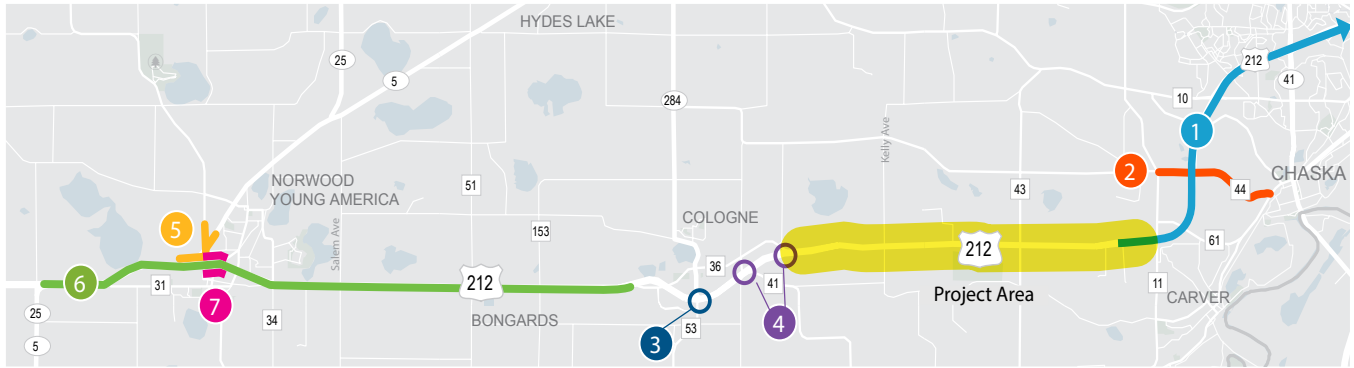 HYDES LAKE
25
5
212
41
10
284
1
Kelly Ave
2
CHASKA
NORWOOD
YOUNG AMERICA
51
43
44
5
Salem Ave
153
COLOGNE
61
36
212
6
31
212
41
11
7
Project Area
CARVER
25
34
BONGARDS
53
4
3
5